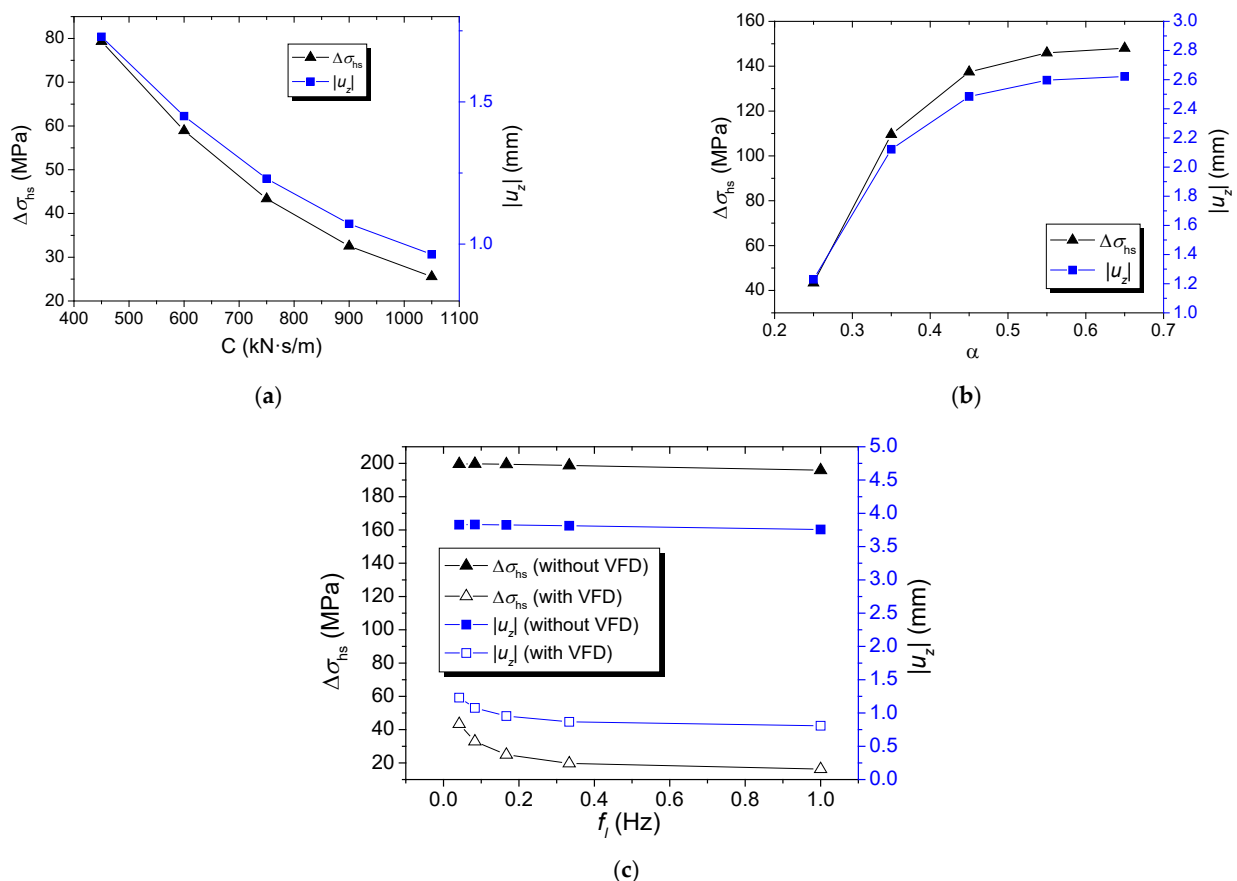 80
70
60
50
40
30
20
Δσhs (MPa)
Δσhs
|uz|
1.5
1.0
|uz| (mm)
400 500 600 700 800 900 1000 1100
C (kN·s/m)
(a)
160
140
120
100
80
60
40
Δσhs (MPa)
Δσhs
|uz|
3.0
2.8
2.6
2.4
2.2
2.0
1.8
1.6
1.4
1.2
1.0
|uz| (mm)
0.2 0.3 0.4 0.5 0.6 0.7
α
(b)
200
180
160
140
120
100
80
60
40
20
Δσhs (MPa)
Δσhs (without VFD)
Δσhs (with VFD)
|uz| (without VFD)
|uz| (with VFD)
5.0
4.5
4.0
3.5
3.0
2.5
2.0
1.5
1.0
0.5
0.0
|uz| (mm)
0.0 0.2 0.4 0.6 0.8 1.0
fl (Hz)
(c)